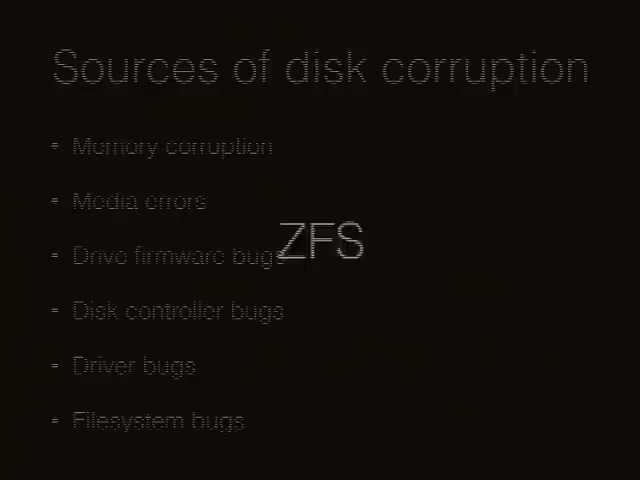 Sources of disk corruption
• Memory corruption
• Media errors
ZFS
• Drive firmware bugs
• Disk controller bugs
• Driver bugs
• Filesystem bugs